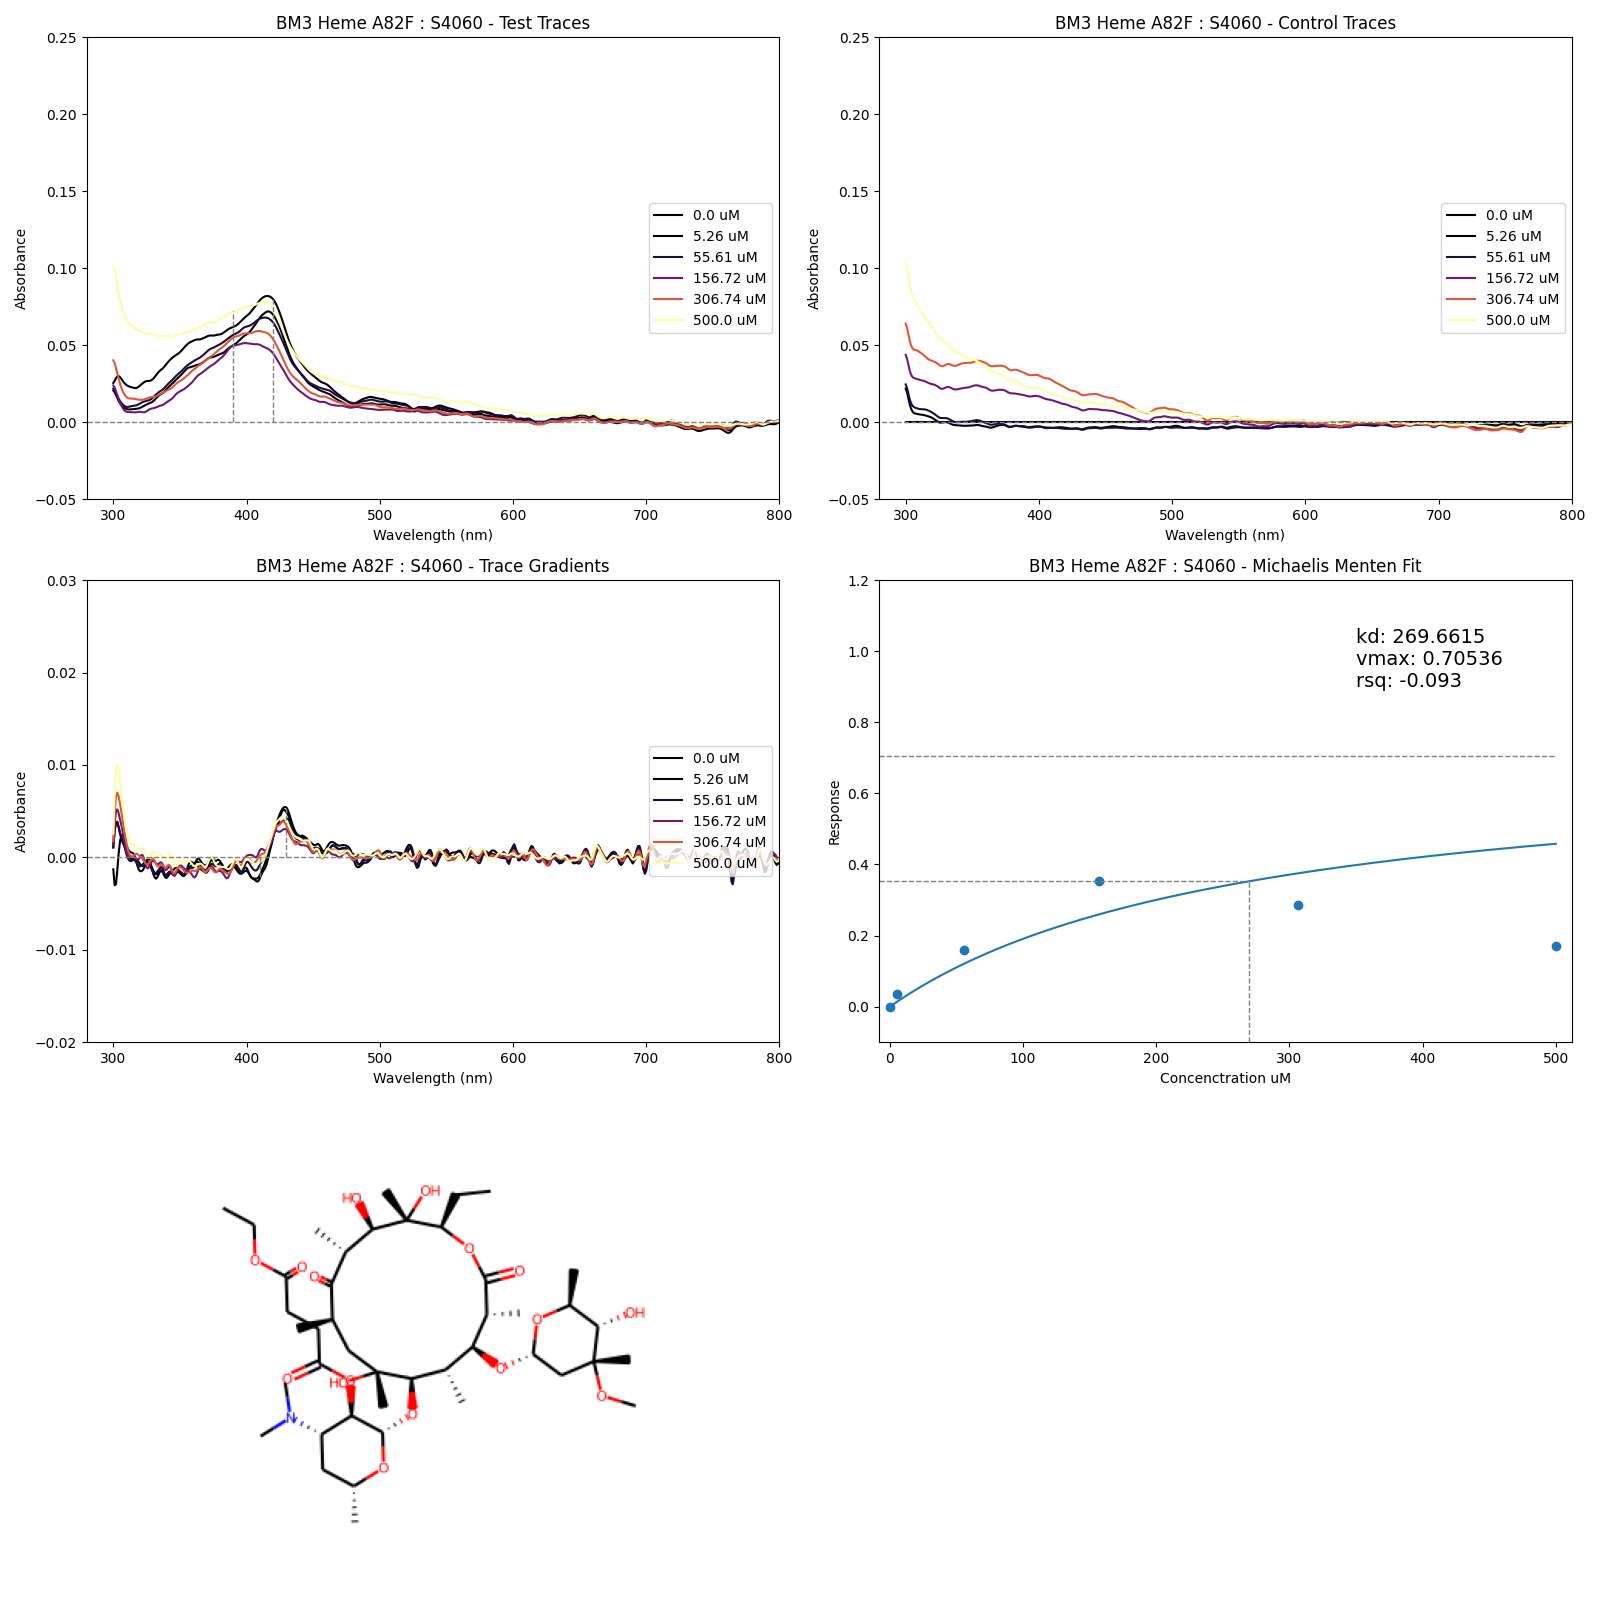 BM3 Heme A82F : S4060 - Test Traces
Absorbance
0.25
0.20
0.15
0.10
0.05
0.00
−0.05
300 400 500 600 700 800
Wavelength (nm)
0.0 uM
5.26 uM
55.61 uM
156.72 uM
306.74 uM
500.0 uM
BM3 Heme A82F : S4060 - Control Traces
Absorbance
0.25
0.20
0.15
0.10
0.05
0.00
−0.05
300 400 500 600 700 800
Wavelength (nm)
0.0 uM
5.26 uM
55.61 uM
156.72 uM
306.74 uM
500.0 uM
BM3 Heme A82F : S4060 - Trace Gradients
Absorbance
0.03
0.02
0.01
0.00
−0.01
−0.02
300 400 500 600 700 800
Wavelength (nm)
0.0 uM
5.26 uM
55.61 uM
156.72 uM
306.74 uM
500.0 uM
BM3 Heme A82F : S4060 - Michaelis Menten Fit
Response
1.2
1.0
0.8
0.6
0.4
0.2
0.0
0 100 200 300 400 500
Concenctration uM
kd: 269.6615
vmax: 0.70536
rsq: -0.093
HO
OH
O
O
O
O
O
O
O
OH
O
O
O
HO
O
N
O